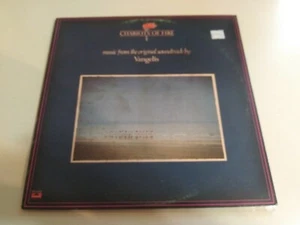 CHARIOTS OF FIRE
music from the original soundtrack by
Vangelis